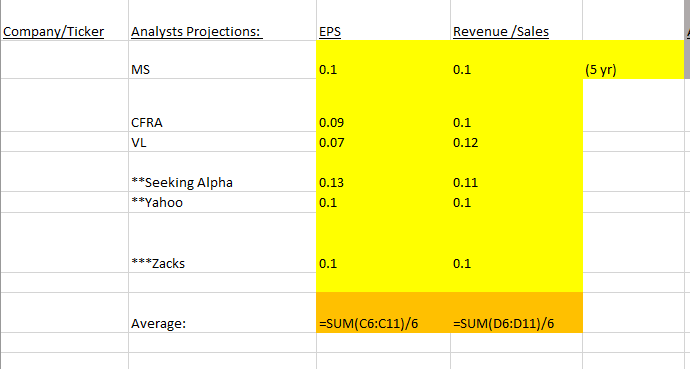 Company/Ticker Analysts Projections: EPS Revenue /Sales
MS 0.1 0.1 (5 yr)
CFRA 0.09 0.1
VL 0.07 0.12
**Seeking Alpha 0.13 0.11
**Yahoo 0.1 0.1
***Zacks 0.1 0.1
Average: =SUM(C6:C11)/6 =SUM(D6:D11)/6